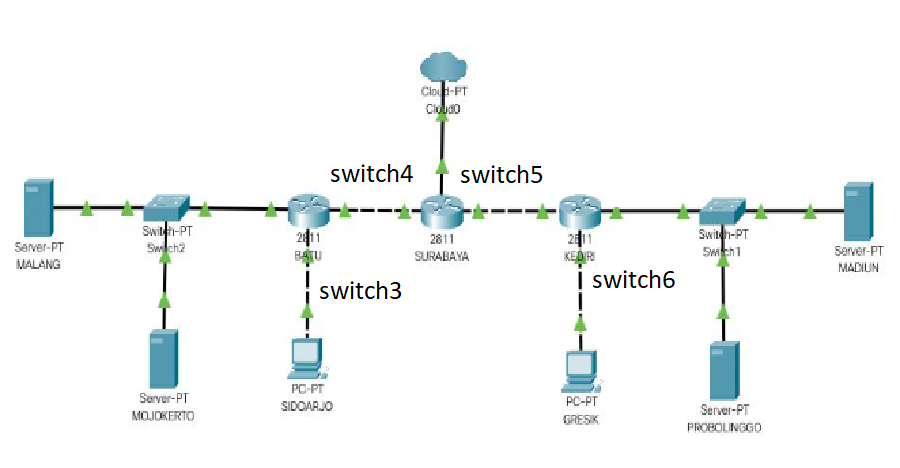 Cloud-PT
Cloud0
switch4
switch5
Server-PT
MALANG
Switch-PT
Switch2
2811
BATU
2811
SURABAYA
2811
KEDIRI
Switch-PT
Switch1
Server-PT
MADIUN
switch3
switch6
Server-PT
MOJOKERTO
PC-PT
SIDOARJO
PC-PT
GRESIK
Server-PT
PROBOLINGGO